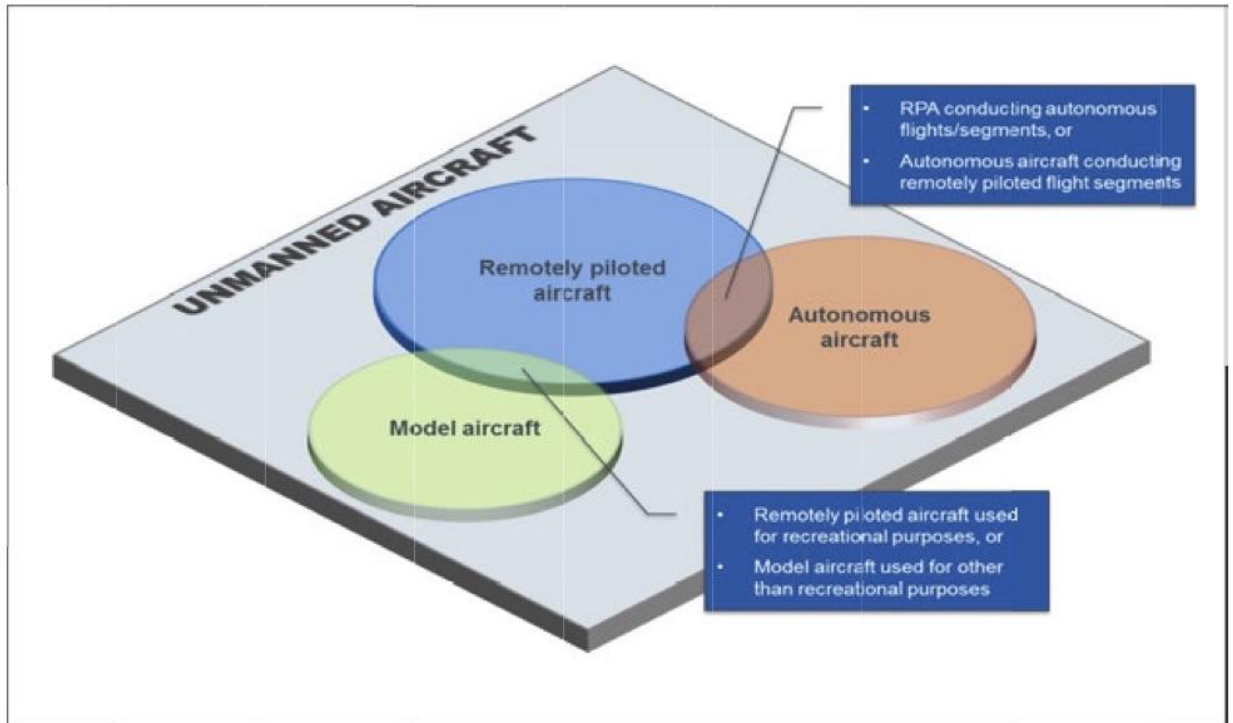 UNMANNED AIRCRAFT
• RPA conducting autonomous
flights/segments, or
• Autonomous aircraft conducting
remotely piloted flight segments
Remotely piloted
aircraft
Autonomous
aircraft
Model aircraft
• Remotely piloted aircraft used
for recreational purposes, or
• Model aircraft used for other
than recreational purposes